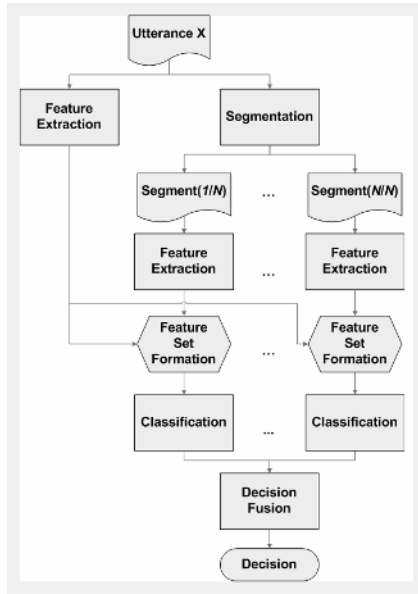 Utterance X
Feature
Extraction
Segmentation
Segment(1/N)
...
Segment(N/N)
Feature
Extraction
...
Feature
Extraction
Feature
Set
Formation
...
Feature
Set
Formation
Classification
...
Classification
Decision
Fusion
Decision